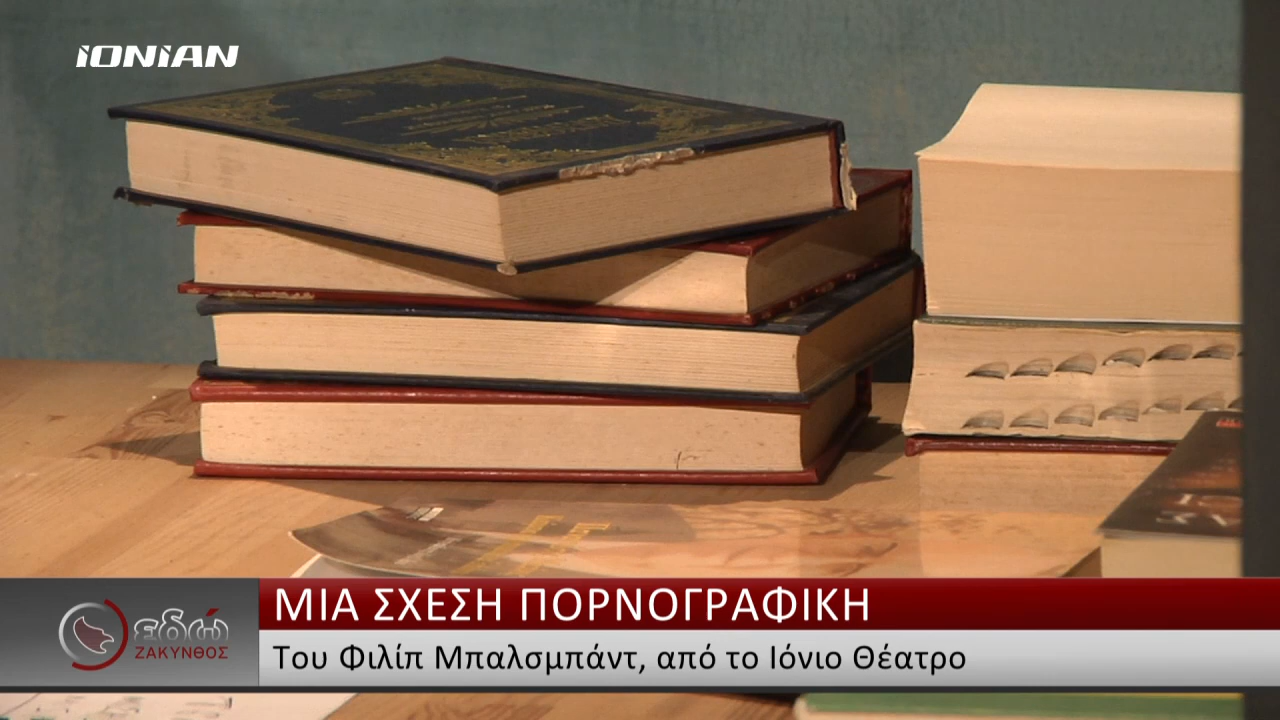 IONIAN
ΜΙΑ ΣΧΕΣΗ ΠΟΡΝΟΓΡΑΦΙΚΗ
εδώ
ΖΑΚΥΝΘΟΣ
Του Φιλίπ Μπαλσμπάντ, από το Ιόνιο Θέατρο